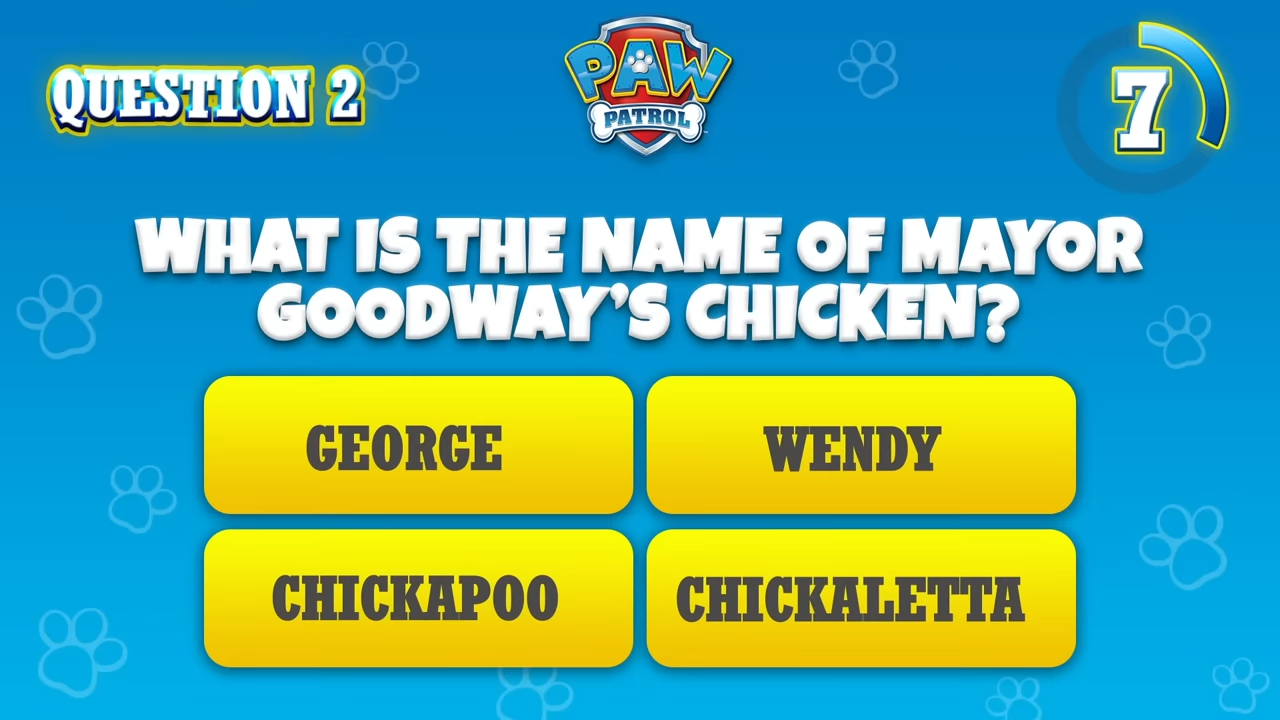 QUESTION 2
PAW
PATROL
7
WHAT IS THE NAME OF MAYOR
GOODWAY'S CHICKEN?
GEORGE
WENDY
CHICKAPOO
CHICKALETTA